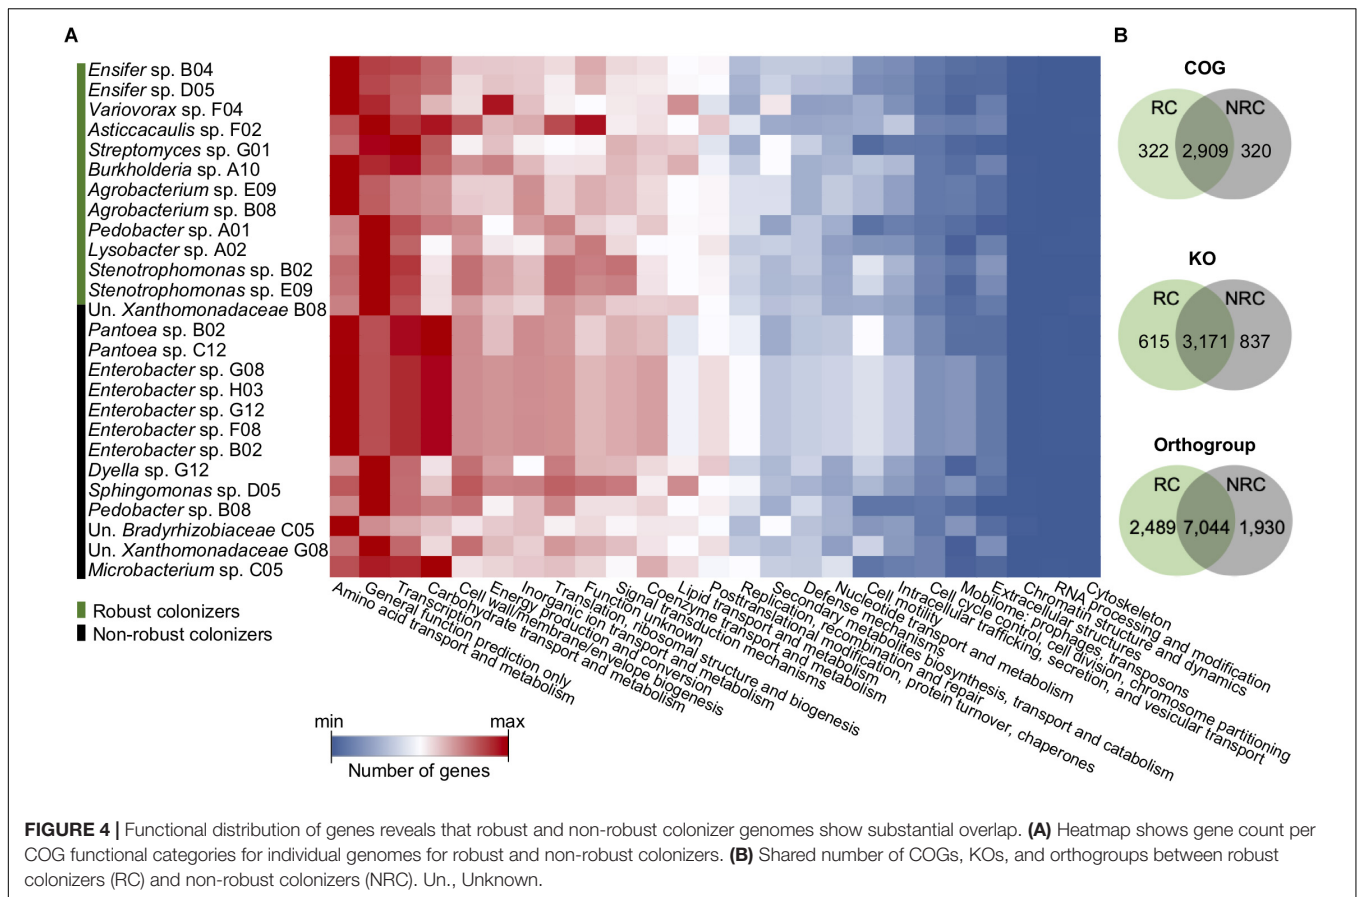 A
B
Ensifer sp. B04
Ensifer sp. D05
Variovorax sp. F04
Asticcacaulis sp. F02
Streptomyces sp. G01
Burkholderia sp. A10
Agrobacterium sp. E09
Agrobacterium sp. B08
Pedobacter sp. A01
Lysobacter sp. A02
Stenotrophomonas sp. B02
Stenotrophomonas sp. E09
Un. Xanthomonadaceae B08
Pantoea sp. B02
Pantoea sp. C12
Enterobacter sp. G08
Enterobacter sp. H03
Enterobacter sp. G12
Enterobacter sp. F08
Enterobacter sp. B02
Dyella sp. G12
Sphingomonas sp. D05
Pedobacter sp. B08
Un. Bradyrhizobiaceae C05
Un. Xanthomonadaceae G08
Microbacterium sp. C05
Robust colonizers
Non-robust colonizers
Amino acid transport and metabolism
General function prediction only
Transcription
Carbohydrate transport and metabolism
Cell wall/membrane/envelope biogenesis
Energy production and conversion
Inorganic ion transport and metabolism
Translation, ribosomal structure and biogenesis
Function unknown
Signal transduction mechanisms
Coenzyme transport and metabolism
Lipid transport and metabolism
Posttranslational modification, protein turnover, chaperones
Replication, recombination and repair
Secondary metabolites biosynthesis, transport and catabolism
Defense mechanisms
Nucleotide transport and metabolism
Cell motility
Intracellular trafficking, secretion, and vesicular transport
Cell cycle control, cell division, chromosome partitioning
Mobilome: prophages, transposons
Extracellular structures
Chromatin structure and dynamics
RNA processing and modification
Cytoskeleton
min max
Number of genes
COG
RC NRC
322 2,909 320
KO
RC NRC
615 3,171 837
Orthogroup
RC NRC
2,489 7,044 1,930
FIGURE 4 | Functional distribution of genes reveals that robust and non-robust colonizer genomes show substantial overlap. (A) Heatmap shows gene count per
COG functional categories for individual genomes for robust and non-robust colonizers. (B) Shared number of COGs, KOs, and orthogroups between robust
colonizers (RC) and non-robust colonizers (NRC). Un., Unknown.